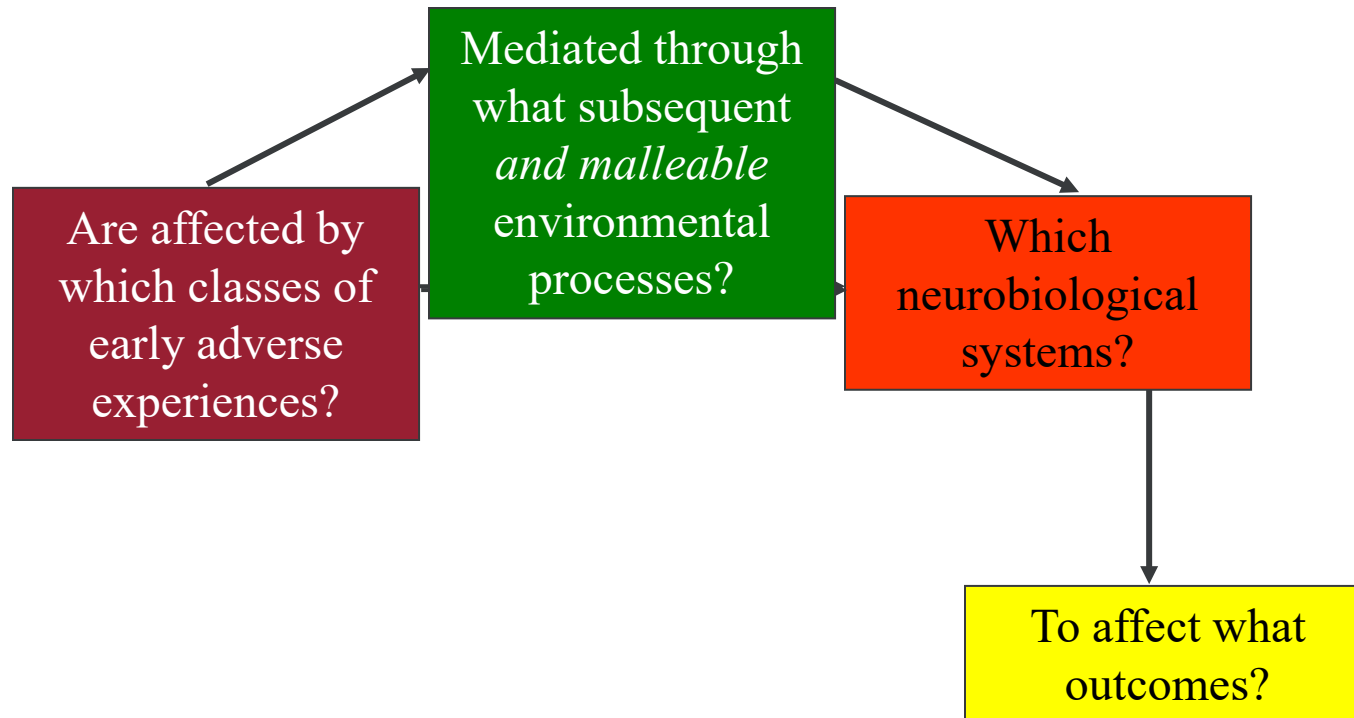 Mediated through
what subsequent
and malleable
environmental
processes?
Are affected by
which classes of
early adverse
experiences?
Which
neurobiological
systems?
To affect what
outcomes?